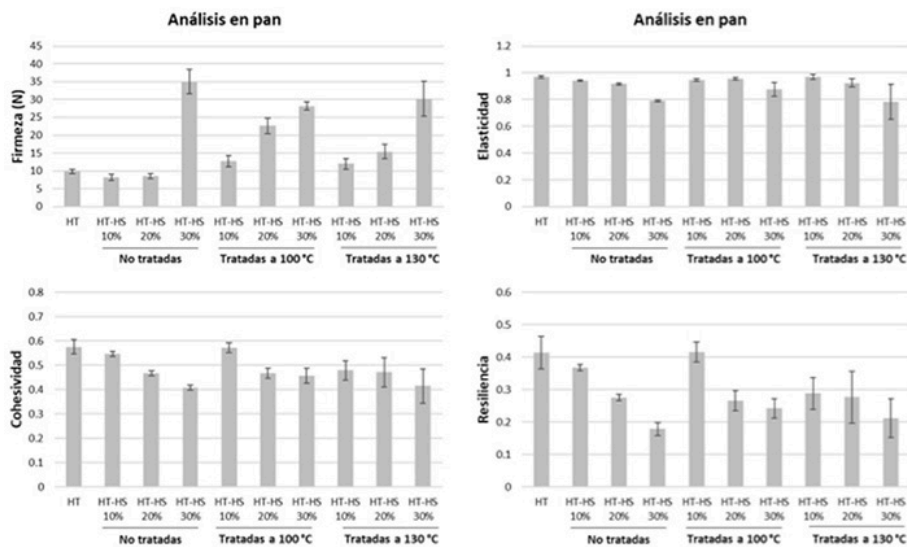 Análisis en pan
Firmeza (N)
45
40
35
30
25
20
15
10
5
0
HT HT-HS HT-HS HT-HS HT-HS HT-HS HT-HS HT-HS HT-HS HT-HS
10% 20% 30% 10% 20% 30% 10% 20% 30%
No tratadas Tratadas a 100 °C Tratadas a 130 °C
Análisis en pan
Elasticidad
1.2
1
0.8
0.6
0.4
0.2
0
HT HT-HS HT-HS HT-HS HT-HS HT-HS HT-HS HT-HS HT-HS HT-HS
10% 20% 30% 10% 20% 30% 10% 20% 30%
No tratadas Tratadas a 100 °C Tratadas a 130 °C
Cohesividad
0.8
0.7
0.6
0.5
0.4
0.3
0.2
0.1
0
HT HT-HS HT-HS HT-HS HT-HS HT-HS HT-HS HT-HS HT-HS HT-HS
10% 20% 30% 10% 20% 30% 10% 20% 30%
No tratadas Tratadas a 100 °C Tratadas a 130 °C
Resiliencia
0.6
0.5
0.4
0.3
0.2
0.1
0
HT HT-HS HT-HS HT-HS HT-HS HT-HS HT-HS HT-HS HT-HS HT-HS
10% 20% 30% 10% 20% 30% 10% 20% 30%
No tratadas Tratadas a 100 °C Tratadas a 130 °C